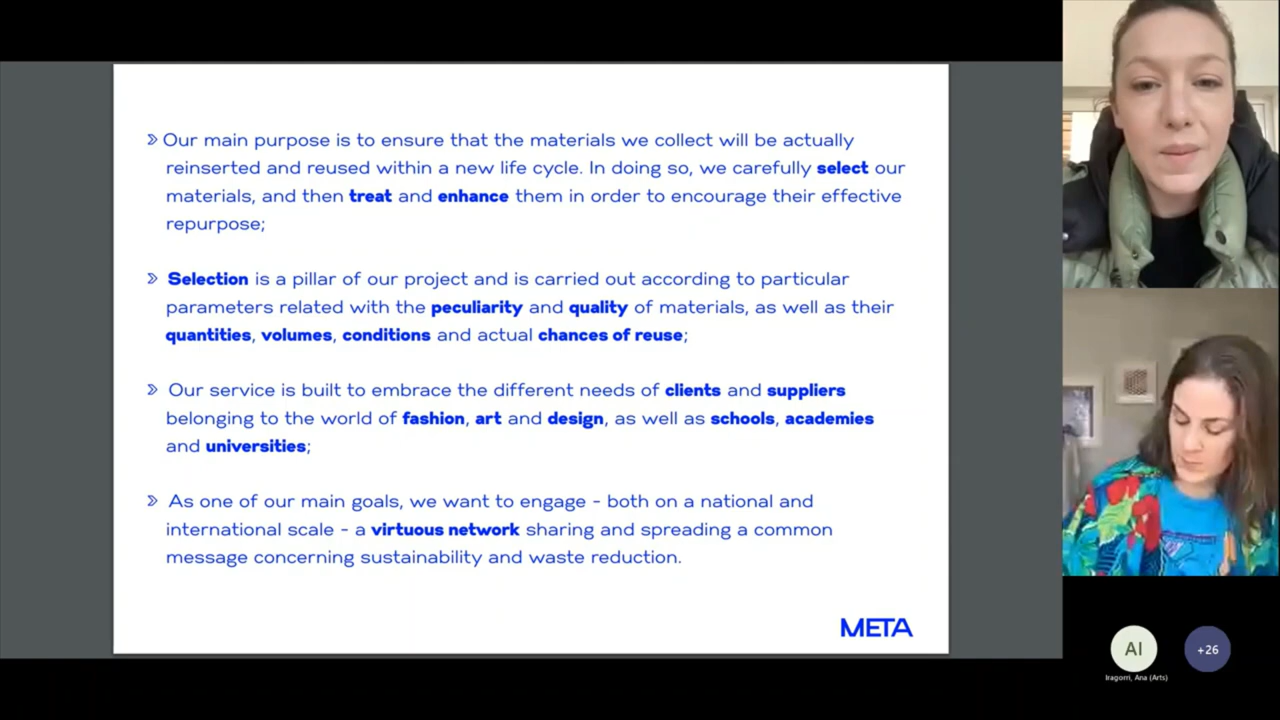 » Our main purpose is to ensure that the materials we collect will be actually
reinserted and reused within a new life cycle. In doing so, we carefully select our
materials, and then treat and enhance them in order to encourage their effective
repurpose;
» Selection is a pillar of our project and is carried out according to particular
parameters related with the peculiarity and quality of materials, as well as their
quantities, volumes, conditions and actual chances of reuse;
» Our service is built to embrace the different needs of clients and suppliers
belonging to the world of fashion, art and design, as well as schools, academies
and universities;
» As one of our main goals, we want to engage - both on a national and
international scale - a virtuous network sharing and spreading a common
message concerning sustainability and waste reduction.
META
AI
+26
Iragorri, Ana (Arts)